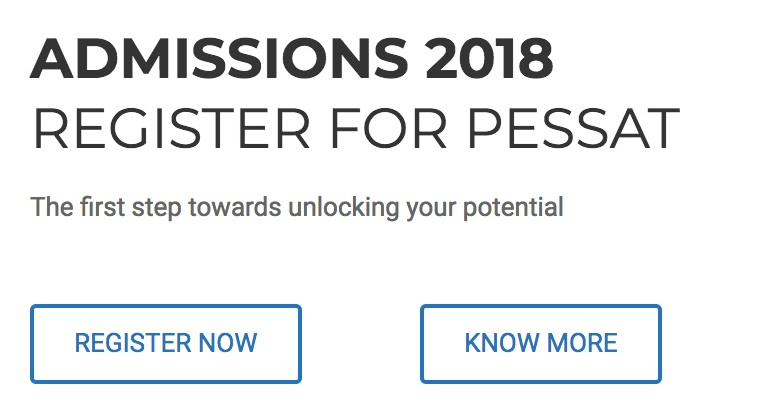 ADMISSIONS 2018
REGISTER FOR PESSAT
The first step towards unlocking your potential
REGISTER NOW
KNOW MORE